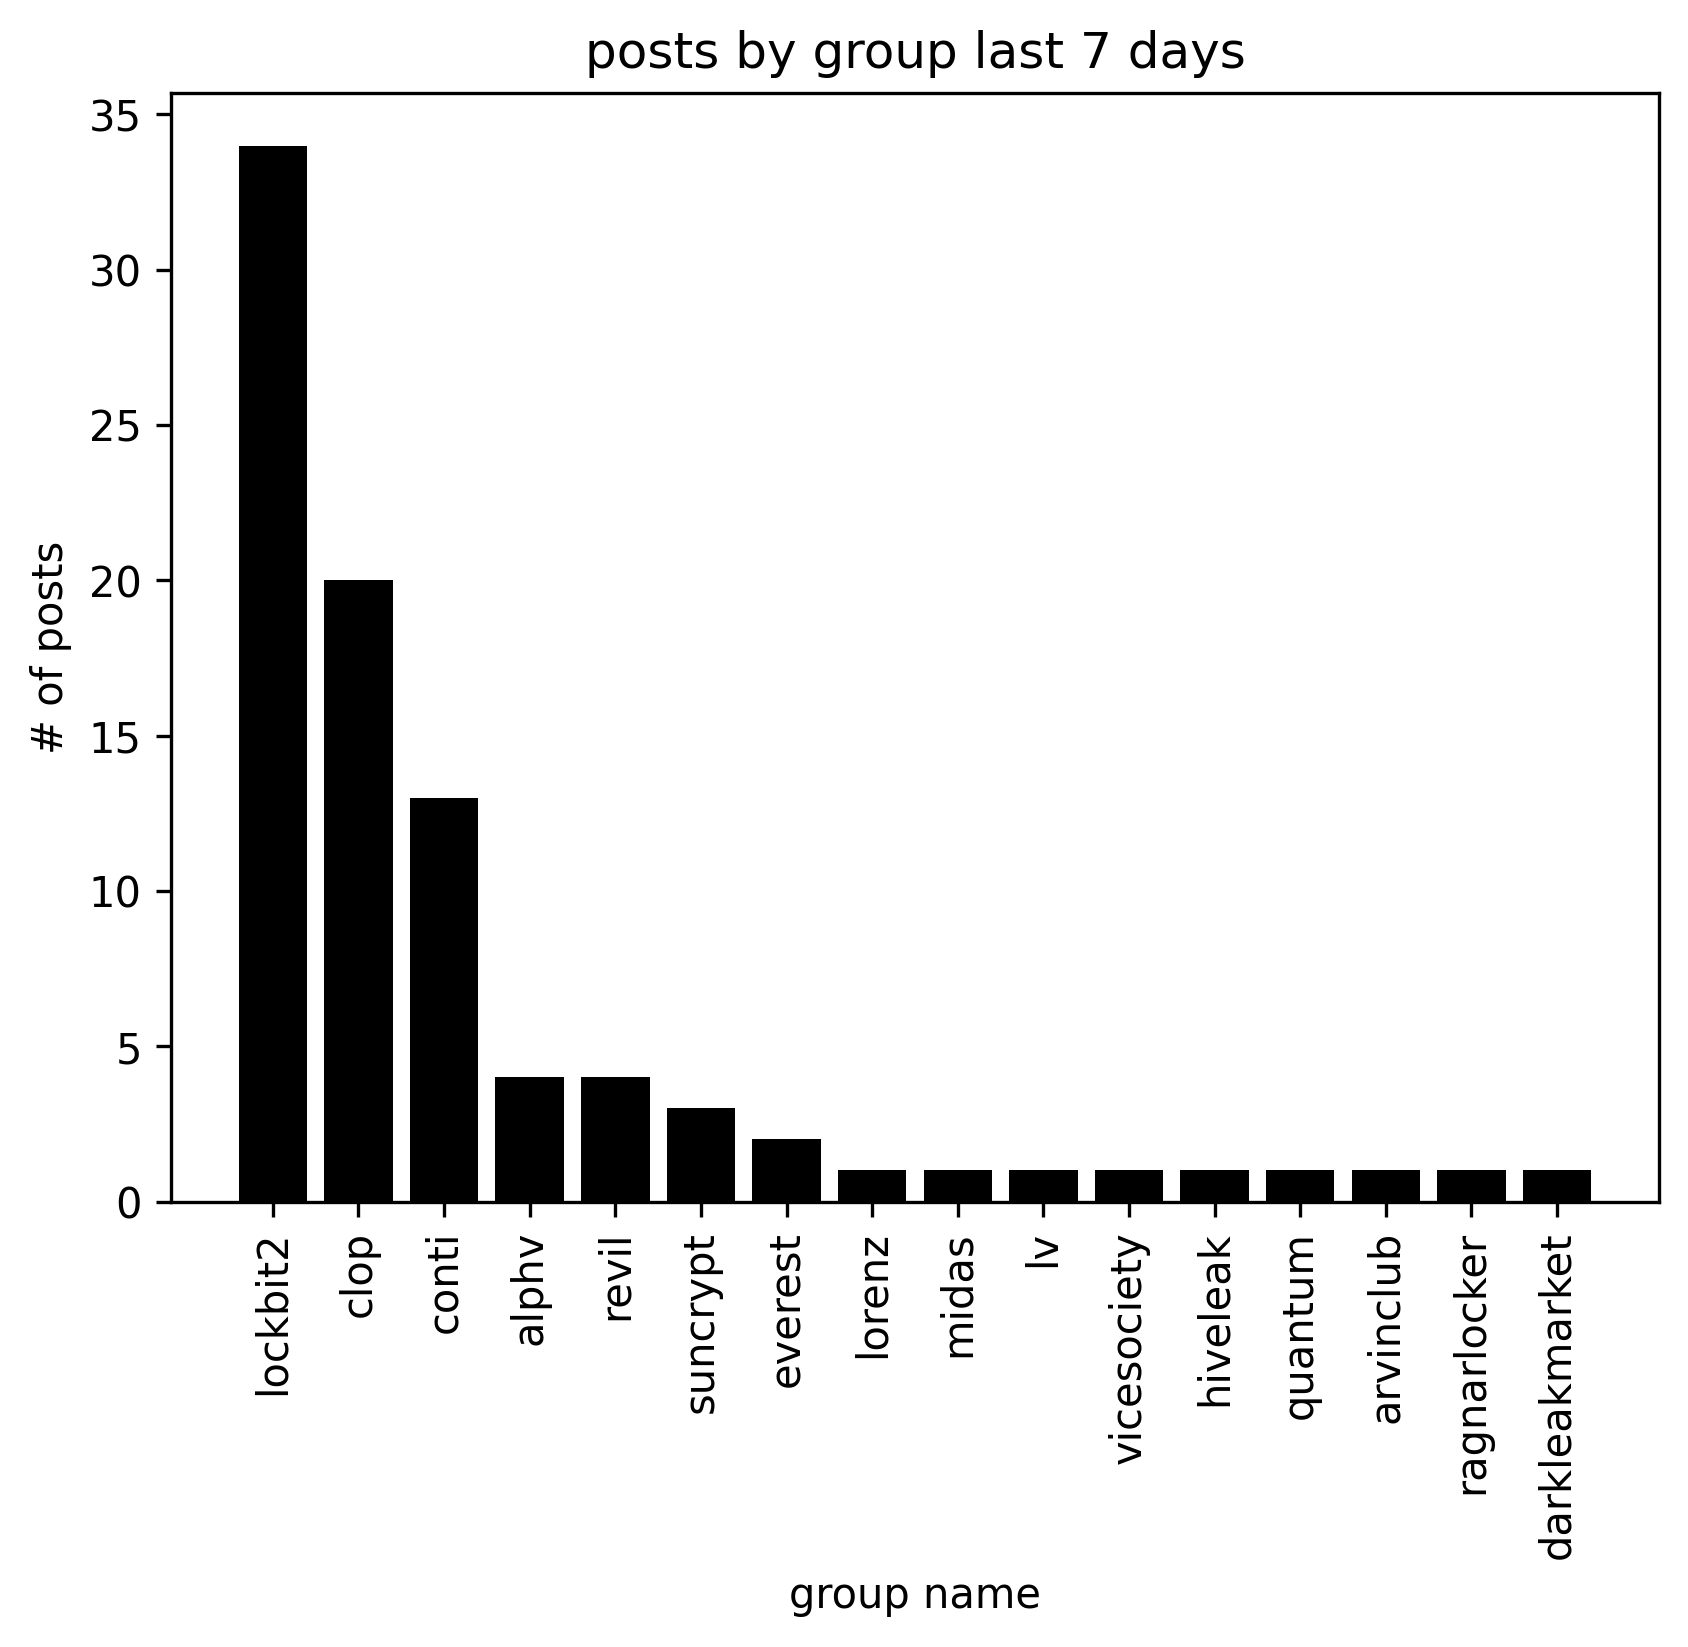 posts by group last 7 days
35
30
25
20
15
10
5
0
# of posts
lockbit2
clop
conti
alphv
revil
suncrypt
everest
lorenz
midas
lv
vicesociety
hiveleak
quantum
arvinclub
ragnarlocker
darkleakmarket
group name